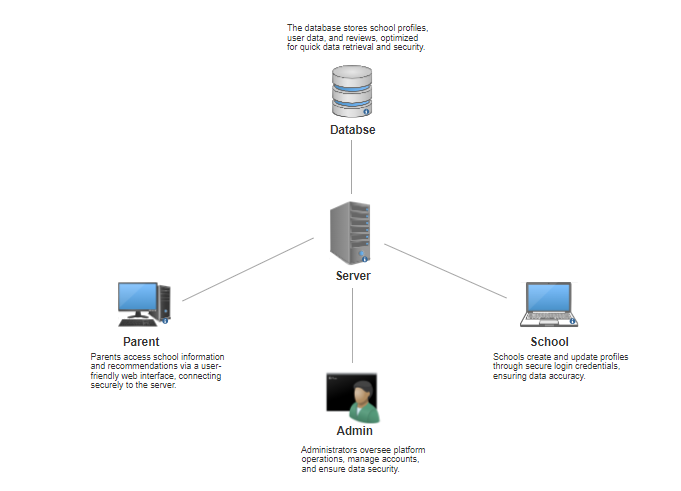 The database stores school profiles,
user data, and reviews, optimized
for quick data retrieval and security.
Databse
Server
Parent
Parents access school information
and recommendations via a user-
friendly web interface, connecting
securely to the server.
School
Schools create and update profiles
through secure login credentials,
ensuring data accuracy.
Admin
Administrators oversee platform
operations, manage accounts,
and ensure data security.